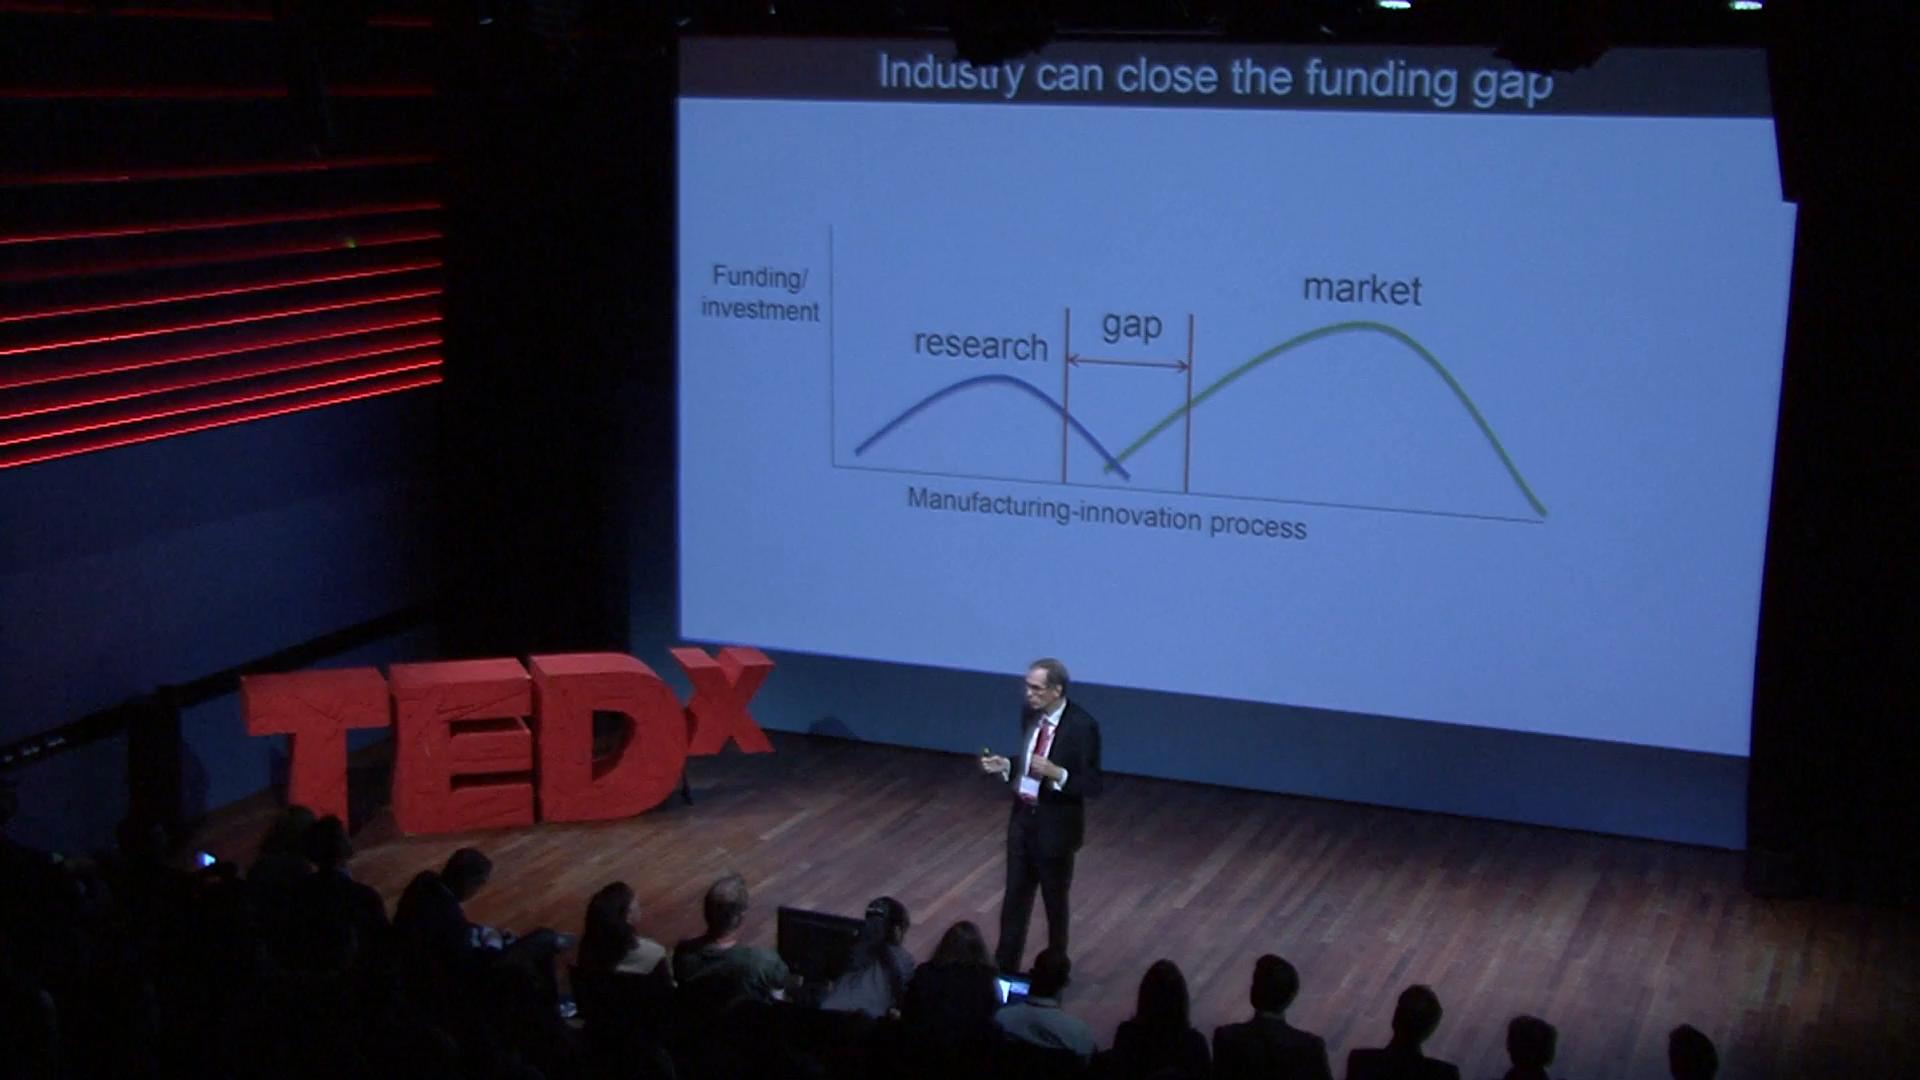 Industry can close the funding gap
Funding/
investment
research
gap
market
Manufacturing-innovation process
TEDx